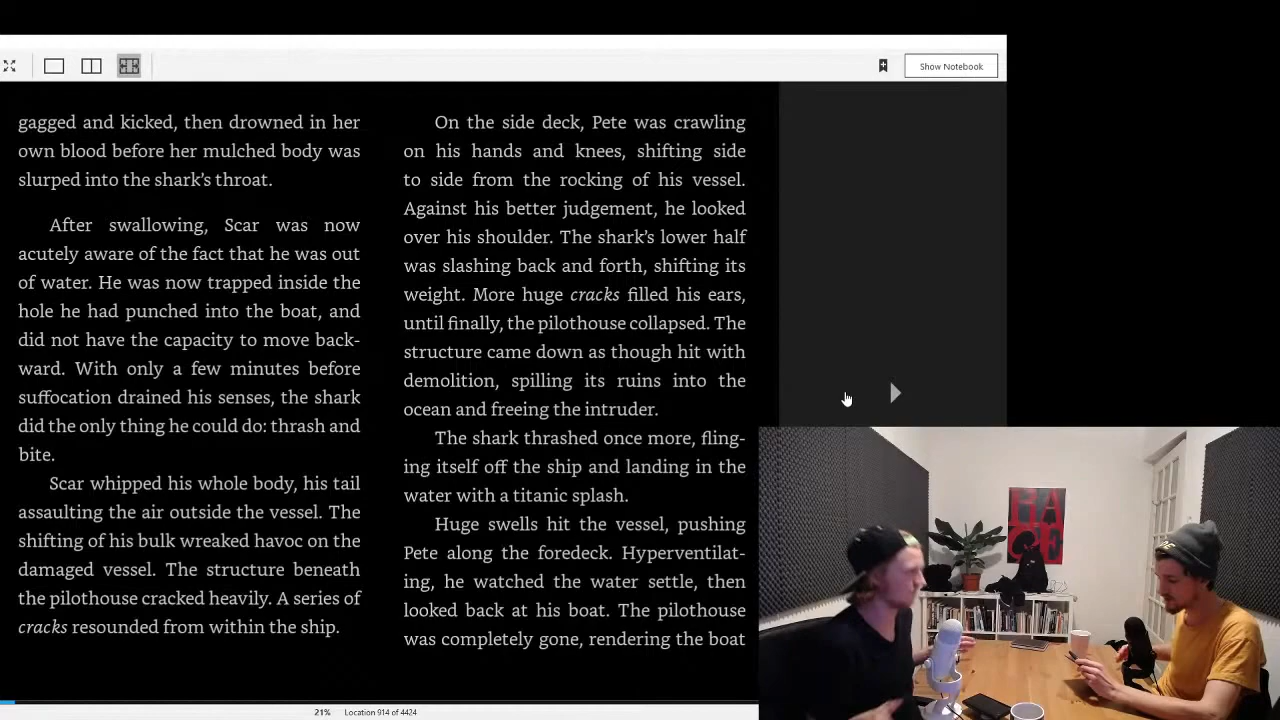 Show Notebook
gagged and kicked, then drowned in her
own blood before her mulched body was
slurped into the shark's throat.
After swallowing, Scar was now
acutely aware of the fact that he was out
of water. He was now trapped inside the
hole he had punched into the boat, and
did not have the capacity to move back-
ward. With only a few minutes before
suffocation drained his senses, the shark
did the only thing he could do: thrash and
bite.
Scar whipped his whole body, his tail
assaulting the air outside the vessel. The
shifting of his bulk wreaked havoc on the
damaged vessel. The structure beneath
the pilothouse cracked heavily. A series of
cracks resounded from within the ship.
On the side deck, Pete was crawling
on his hands and knees, shifting side
to side from the rocking of his vessel.
Against his better judgement, he looked
over his shoulder. The shark's lower half
was slashing back and forth, shifting its
weight. More huge cracks filled his ears,
until finally, the pilothouse collapsed. The
structure came down as though hit with
demolition, spilling its ruins into the
ocean and freeing the intruder.
The shark thrashed once more, fling-
ing itself off the ship and landing in the
water with a titanic splash.
Huge swells hit the vessel, pushing
Pete along the foredeck. Hyperventilat-
ing, he watched the water settle, then
looked back at his boat. The pilothouse
was completely gone, rendering the boat
21% Location 914 of 4424
HA
CE